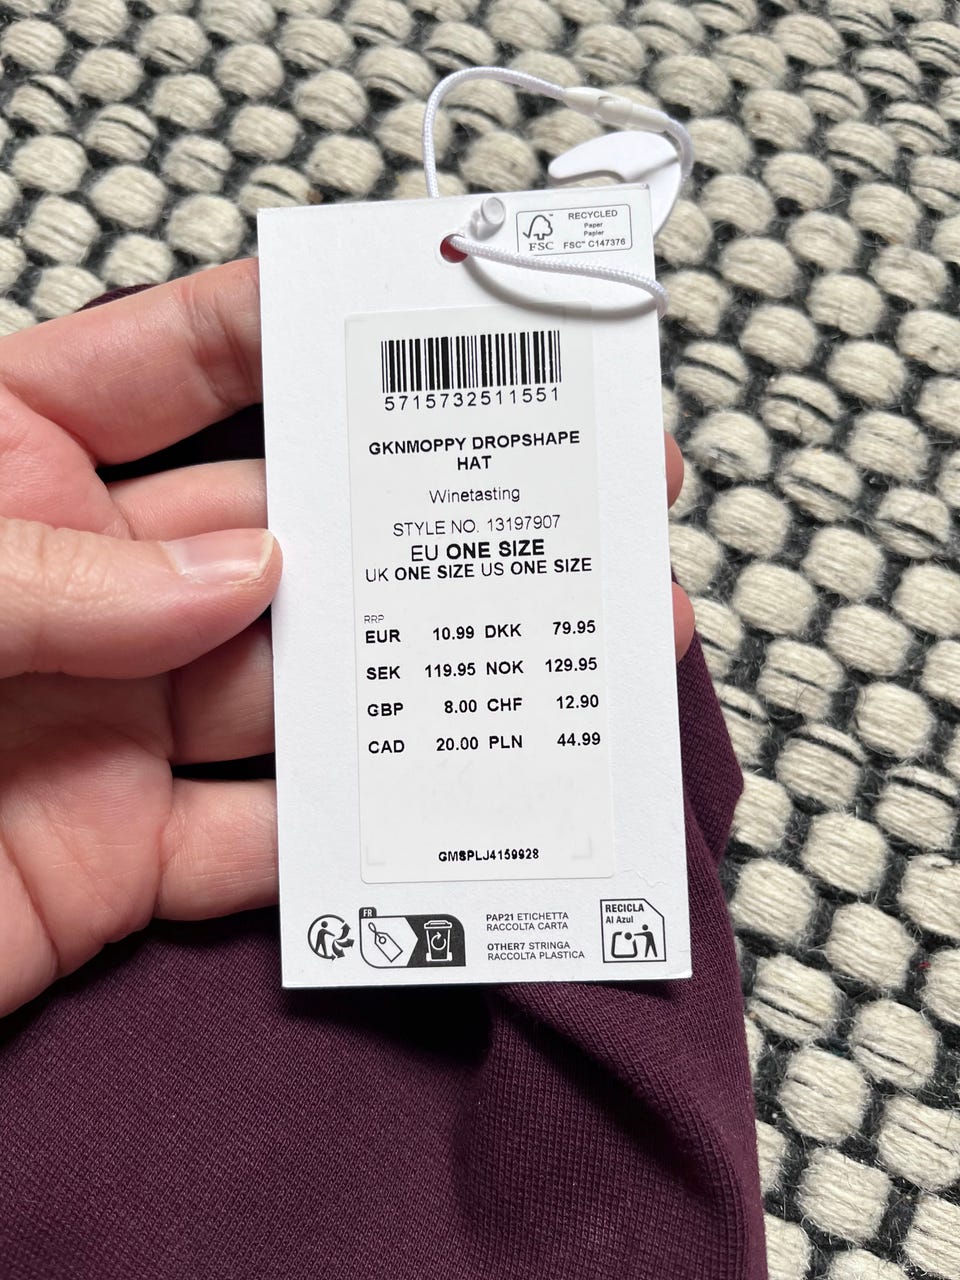 RECYCLED
Paper
Papier
FSC™ C147376
FSC
5715732511551
GKNMOPPY DROPSHAPE
HAT
Winetasting
STYLE NO. 13197907
EU ONE SIZE
UK ONE SIZE US ONE SIZE
RRP
EUR 10.99 DKK 79.95
SEK 119.95 NOK 129.95
GBP 8.00 CHF 12.90
CAD 20.00 PLN 44.99
GMSPLJ4159928
FR
PAP21 ETICHETTA
RACCOLTA CARTA
OTHER7 STRINGA
RACCOLTA PLASTICA
RECICLA
Al Azul